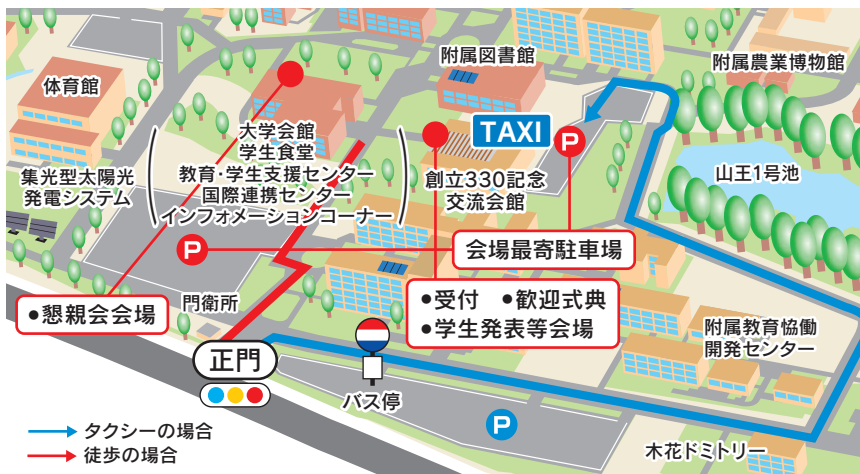 附属図書館
附属農業博物館
体育館
TAXI
P
大学会館
学生食堂
教育・学生支援センター
国際連携センター
インフォメーションコーナー
集光型太陽光
発電システム
創立330記念
交流会館
山王1号池
P
会場最寄駐車場
●懇親会会場
門衛所
●受付 ●歓迎式典
●学生発表等会場
附属教育協働
開発センター
正門
バス停
P
タクシーの場合
徒歩の場合
木花ドミトリー